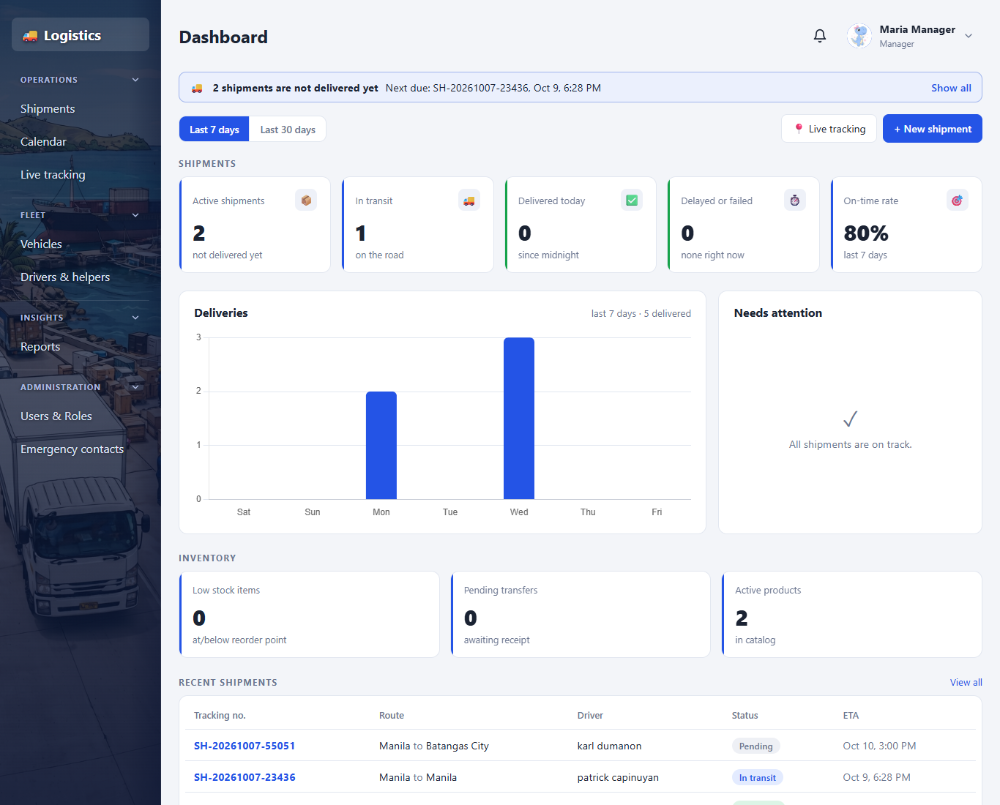 Logistics
OPERATIONS
Shipments
Calendar
Live tracking
FLEET
Vehicles
Drivers & helpers
INSIGHTS
Reports
ADMINISTRATION
Users & Roles
Emergency contacts
Dashboard
Maria Manager
Manager
2 shipments are not delivered yet Next due: SH-20261007-23436, Oct 9, 6:28 PM Show all
Last 7 days Last 30 days
Live tracking + New shipment
SHIPMENTS
Active shipments
2
not delivered yet
In transit
1
on the road
Delivered today
0
since midnight
Delayed or failed
0
none right now
On-time rate
80%
last 7 days
Deliveries
last 7 days · 5 delivered
3
2
1
0
Sat Sun Mon Tue Wed Thu Fri
Needs attention
All shipments are on track.
INVENTORY
Low stock items
0
at/below reorder point
Pending transfers
0
awaiting receipt
Active products
2
in catalog
RECENT SHIPMENTS View all
Tracking no. Route Driver Status ETA
SH-20261007-55051 Manila to Batangas City karl dumanon Pending Oct 10, 3:00 PM
SH-20261007-23436 Manila to Manila patrick capinuyan In transit Oct 9, 6:28 PM